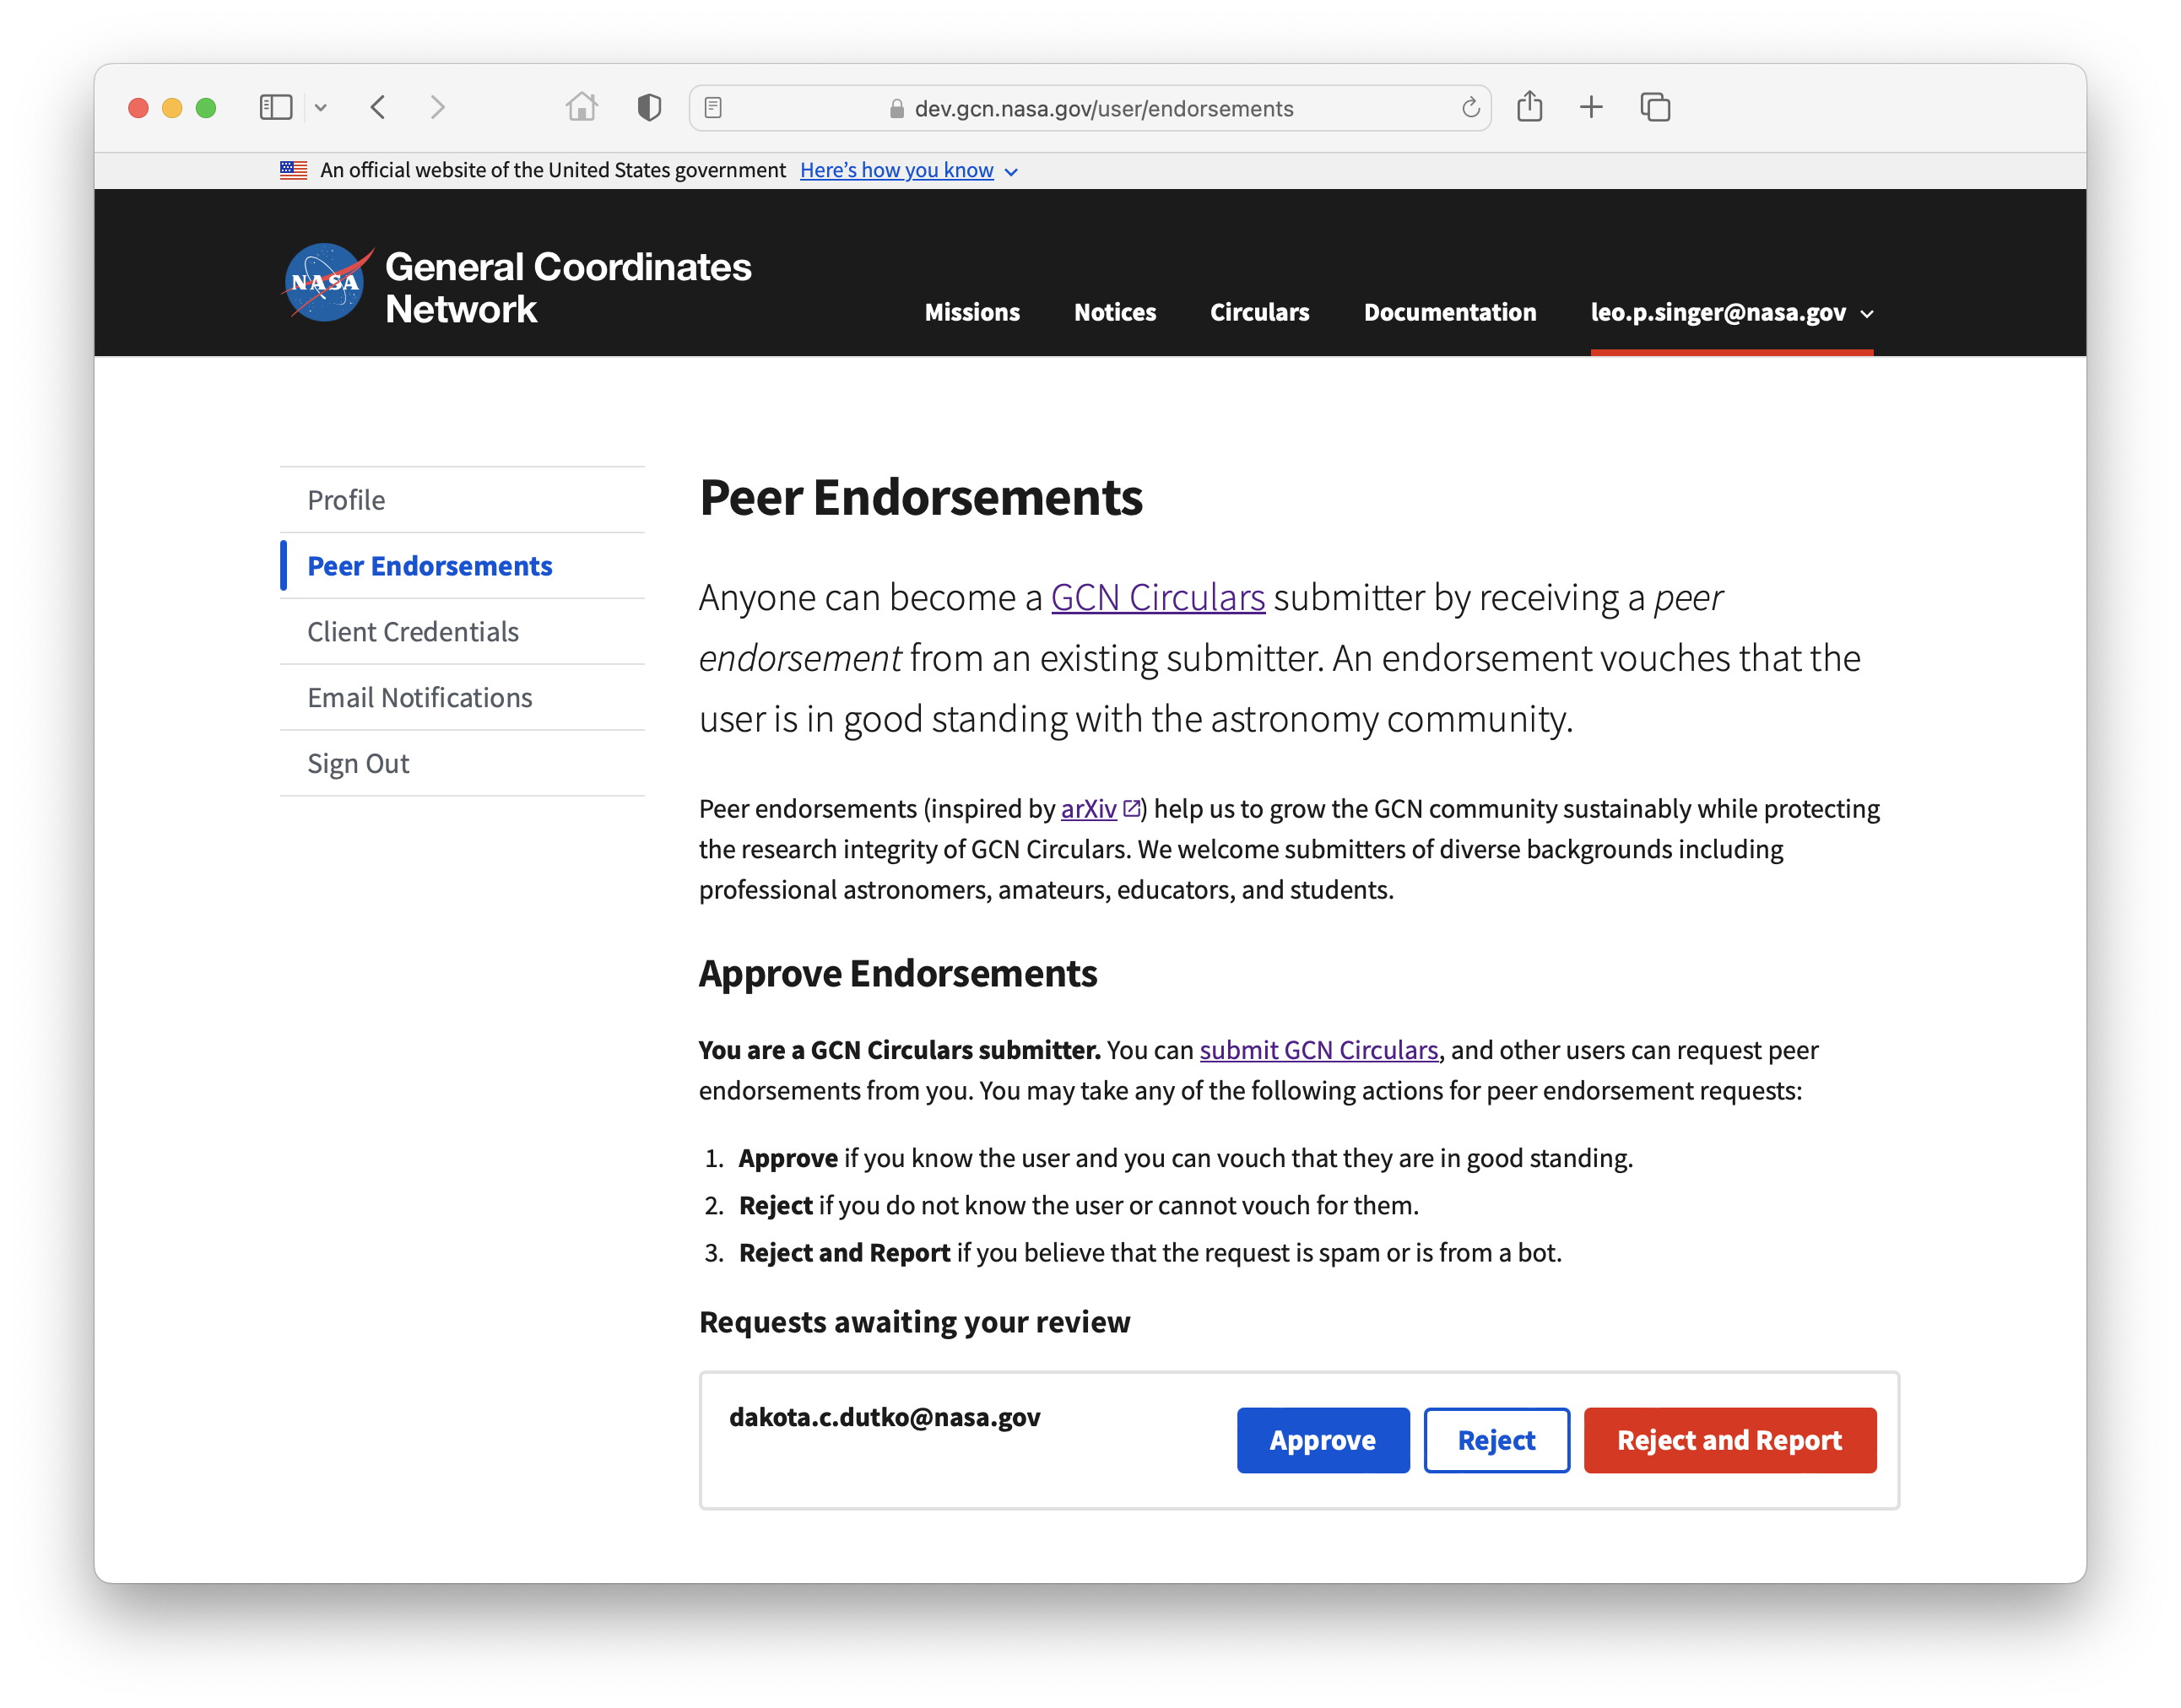 dev.gcn.nasa.gov/user/endorsements
An official website of the United States government Here’s how you know
NASA
General Coordinates
Network
Missions Notices Circulars Documentation leo.p.singer@nasa.gov
Profile
Peer Endorsements
Client Credentials
Email Notifications
Sign Out
Peer Endorsements
Anyone can become a GCN Circulars submitter by receiving a peer
endorsement from an existing submitter. An endorsement vouches that the
user is in good standing with the astronomy community.
Peer endorsements (inspired by arXiv) help us to grow the GCN community sustainably while protecting
the research integrity of GCN Circulars. We welcome submitters of diverse backgrounds including
professional astronomers, amateurs, educators, and students.
Approve Endorsements
You are a GCN Circulars submitter. You can submit GCN Circulars, and other users can request peer
endorsements from you. You may take any of the following actions for peer endorsement requests:
1. Approve if you know the user and you can vouch that they are in good standing.
2. Reject if you do not know the user or cannot vouch for them.
3. Reject and Report if you believe that the request is spam or is from a bot.
Requests awaiting your review
dakota.c.dutko@nasa.gov
Approve Reject Reject and Report